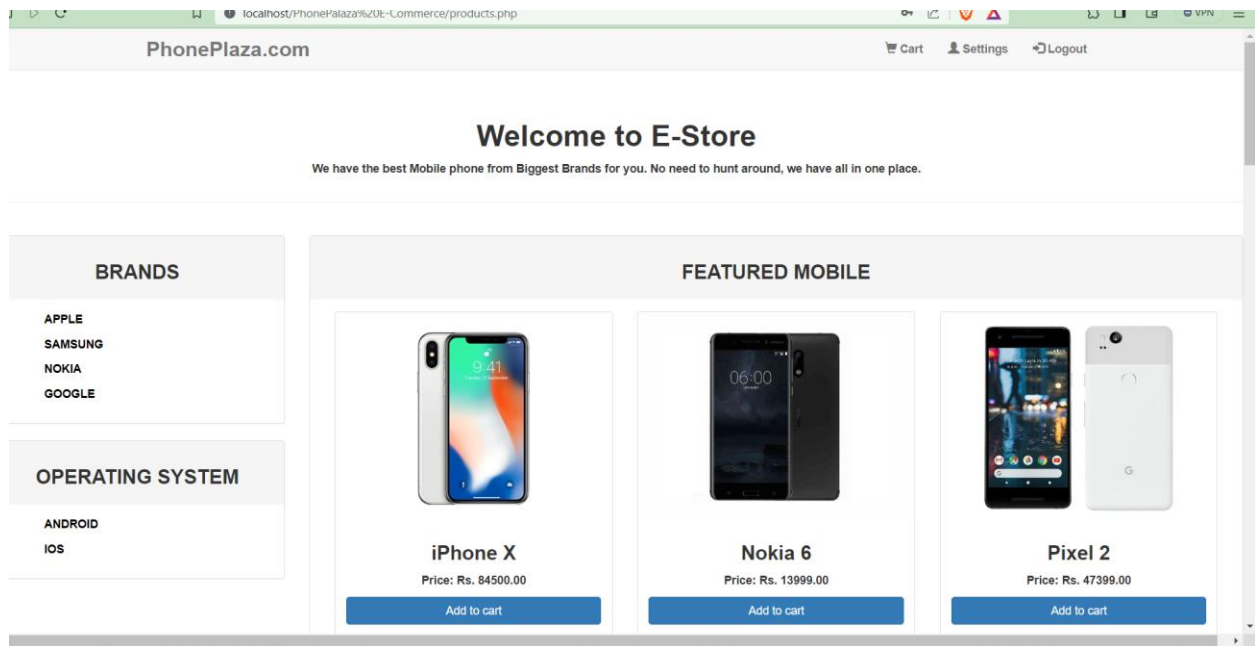 localhost/PhonePalaza%20E-Commerce/products.php
VPN
PhonePlaza.com
Cart
Settings
Logout
Welcome to E-Store
We have the best Mobile phone from Biggest Brands for you. No need to hunt around, we have all in one place.
BRANDS
APPLE
SAMSUNG
NOKIA
GOOGLE
OPERATING SYSTEM
ANDROID
IOS
FEATURED MOBILE
9:41
06:00
G
iPhone X
Price: Rs. 84500.00
Add to cart
Nokia 6
Price: Rs. 13999.00
Add to cart
Pixel 2
Price: Rs. 47399.00
Add to cart